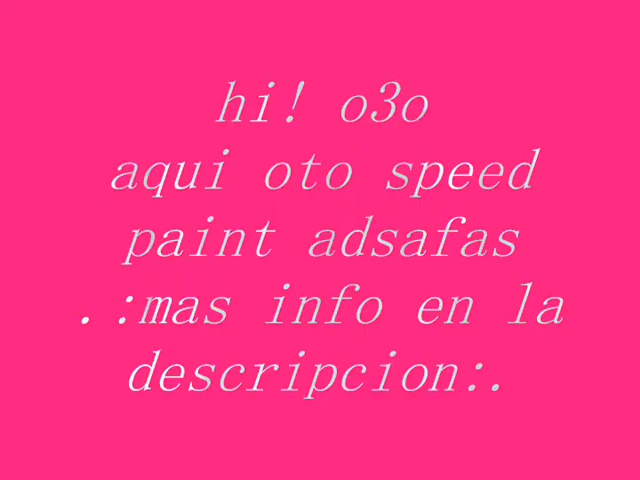 hi! o3o
aqui oto speed
paint adsafas
.:mas info en la
descripcion:.